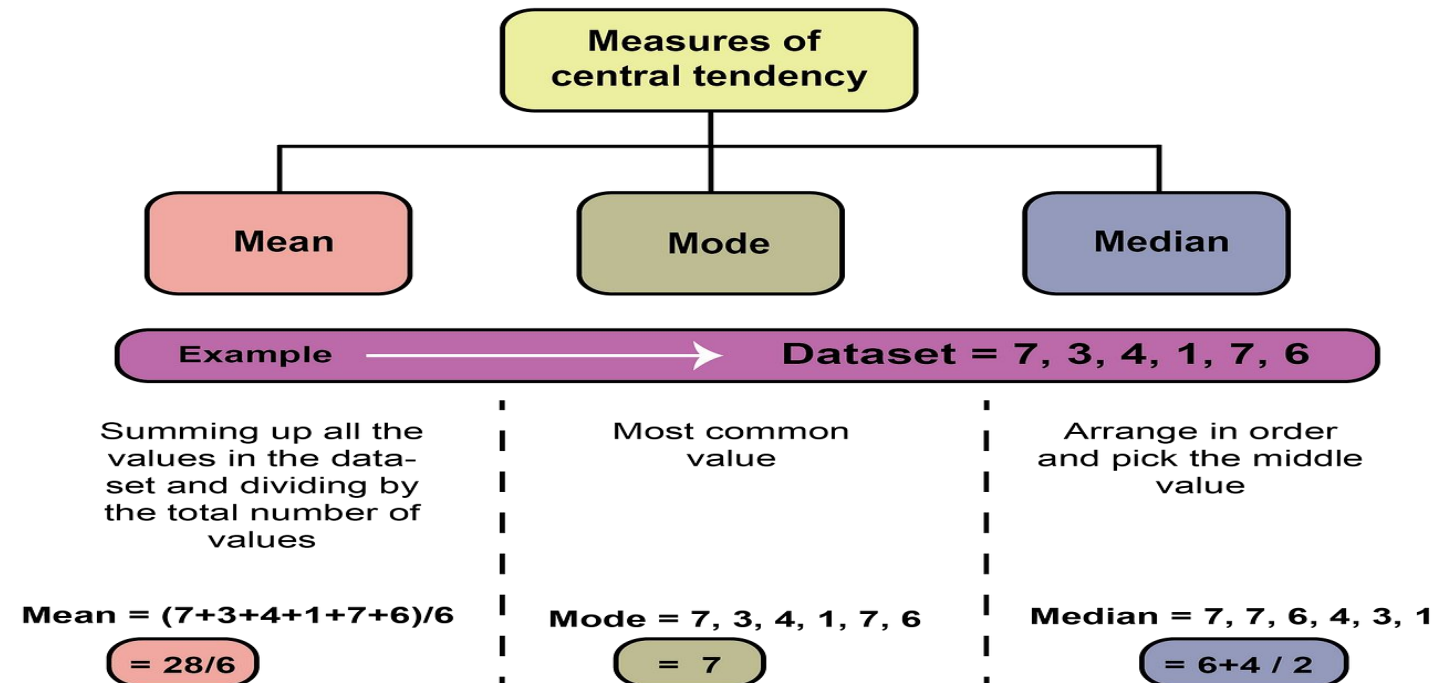 Measures of
central tendency
Mean
Mode
Median
Example
Dataset = 7, 3, 4, 1, 7, 6
Summing up all the
values in the data-
set and dividing by
the total number of
values
Mean = (7+3+4+1+7+6)/6
= 28/6
Most common
value
Mode = 7, 3, 4, 1, 7, 6
= 7
Arrange in order
and pick the middle
value
Median = 7, 7, 6, 4, 3, 1
= 6+4 / 2